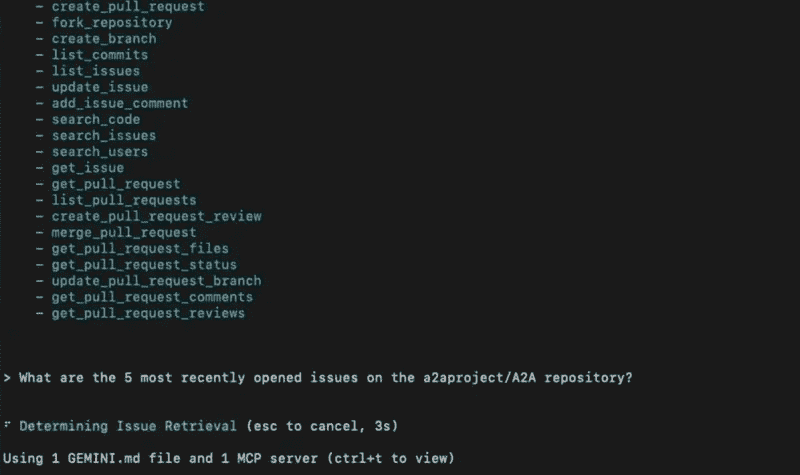 - create_pull_request
- fork_repository
- create_branch
- list_commits
- list_issues
- update_issue
- add_issue_comment
- search_code
- search_issues
- search_users
- get_issue
- get_pull_request
- list_pull_requests
- create_pull_request_review
- merge_pull_request
- get_pull_request_files
- get_pull_request_status
- update_pull_request_branch
- get_pull_request_comments
- get_pull_request_reviews
> What are the 5 most recently opened issues on the a2aproject/A2A repository?
Determining Issue Retrieval (esc to cancel, 3s)
Using 1 GEMINI.md file and 1 MCP server (ctrl+t to view)